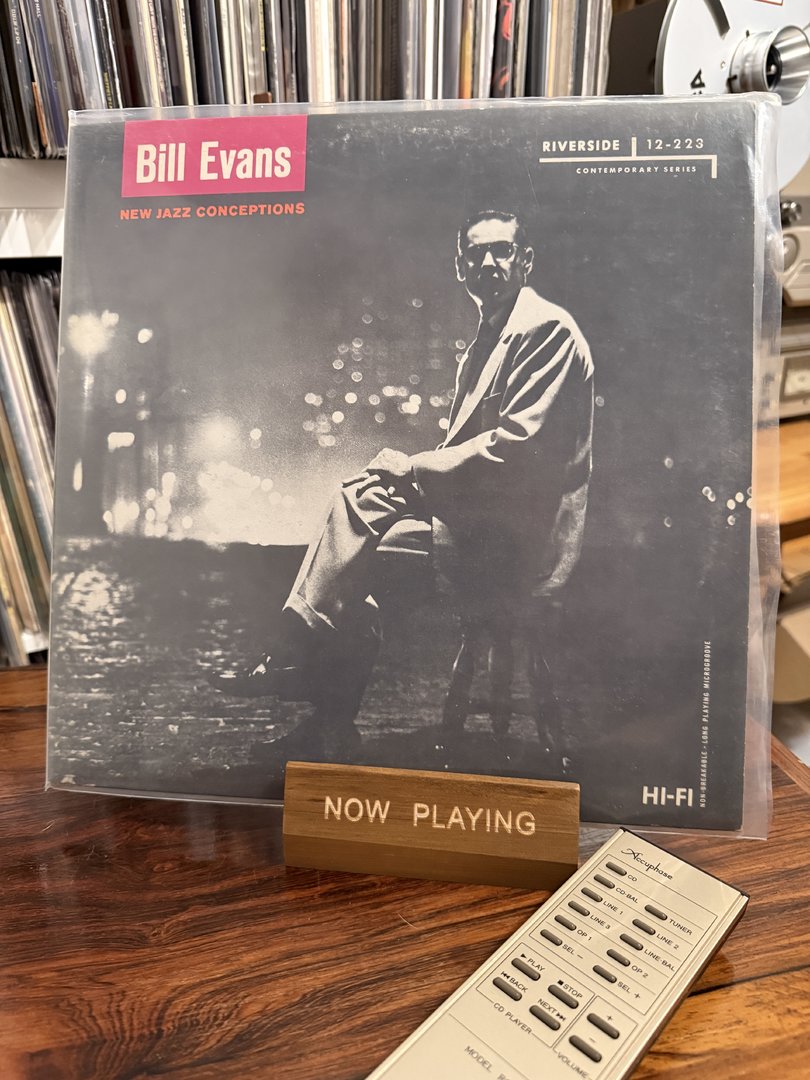 Bill Evans
NEW JAZZ CONCEPTIONS
RIVERSIDE 12-223
CONTEMPORARY SERIES
NON-BREAKABLE · LONG PLAYING MICROGROOVE
HI-FI
NOW PLAYING
Accuphase
CD
CD-BAL
TUNER
LINE 1
LINE 2
LINE 3
LINE-BAL
OP 1
OP 2
SEL −
SEL +
▶ PLAY
■ STOP
⏮ BACK
NEXT ⏭
CD PLAYER
+
−
VOLUME
MODEL
4